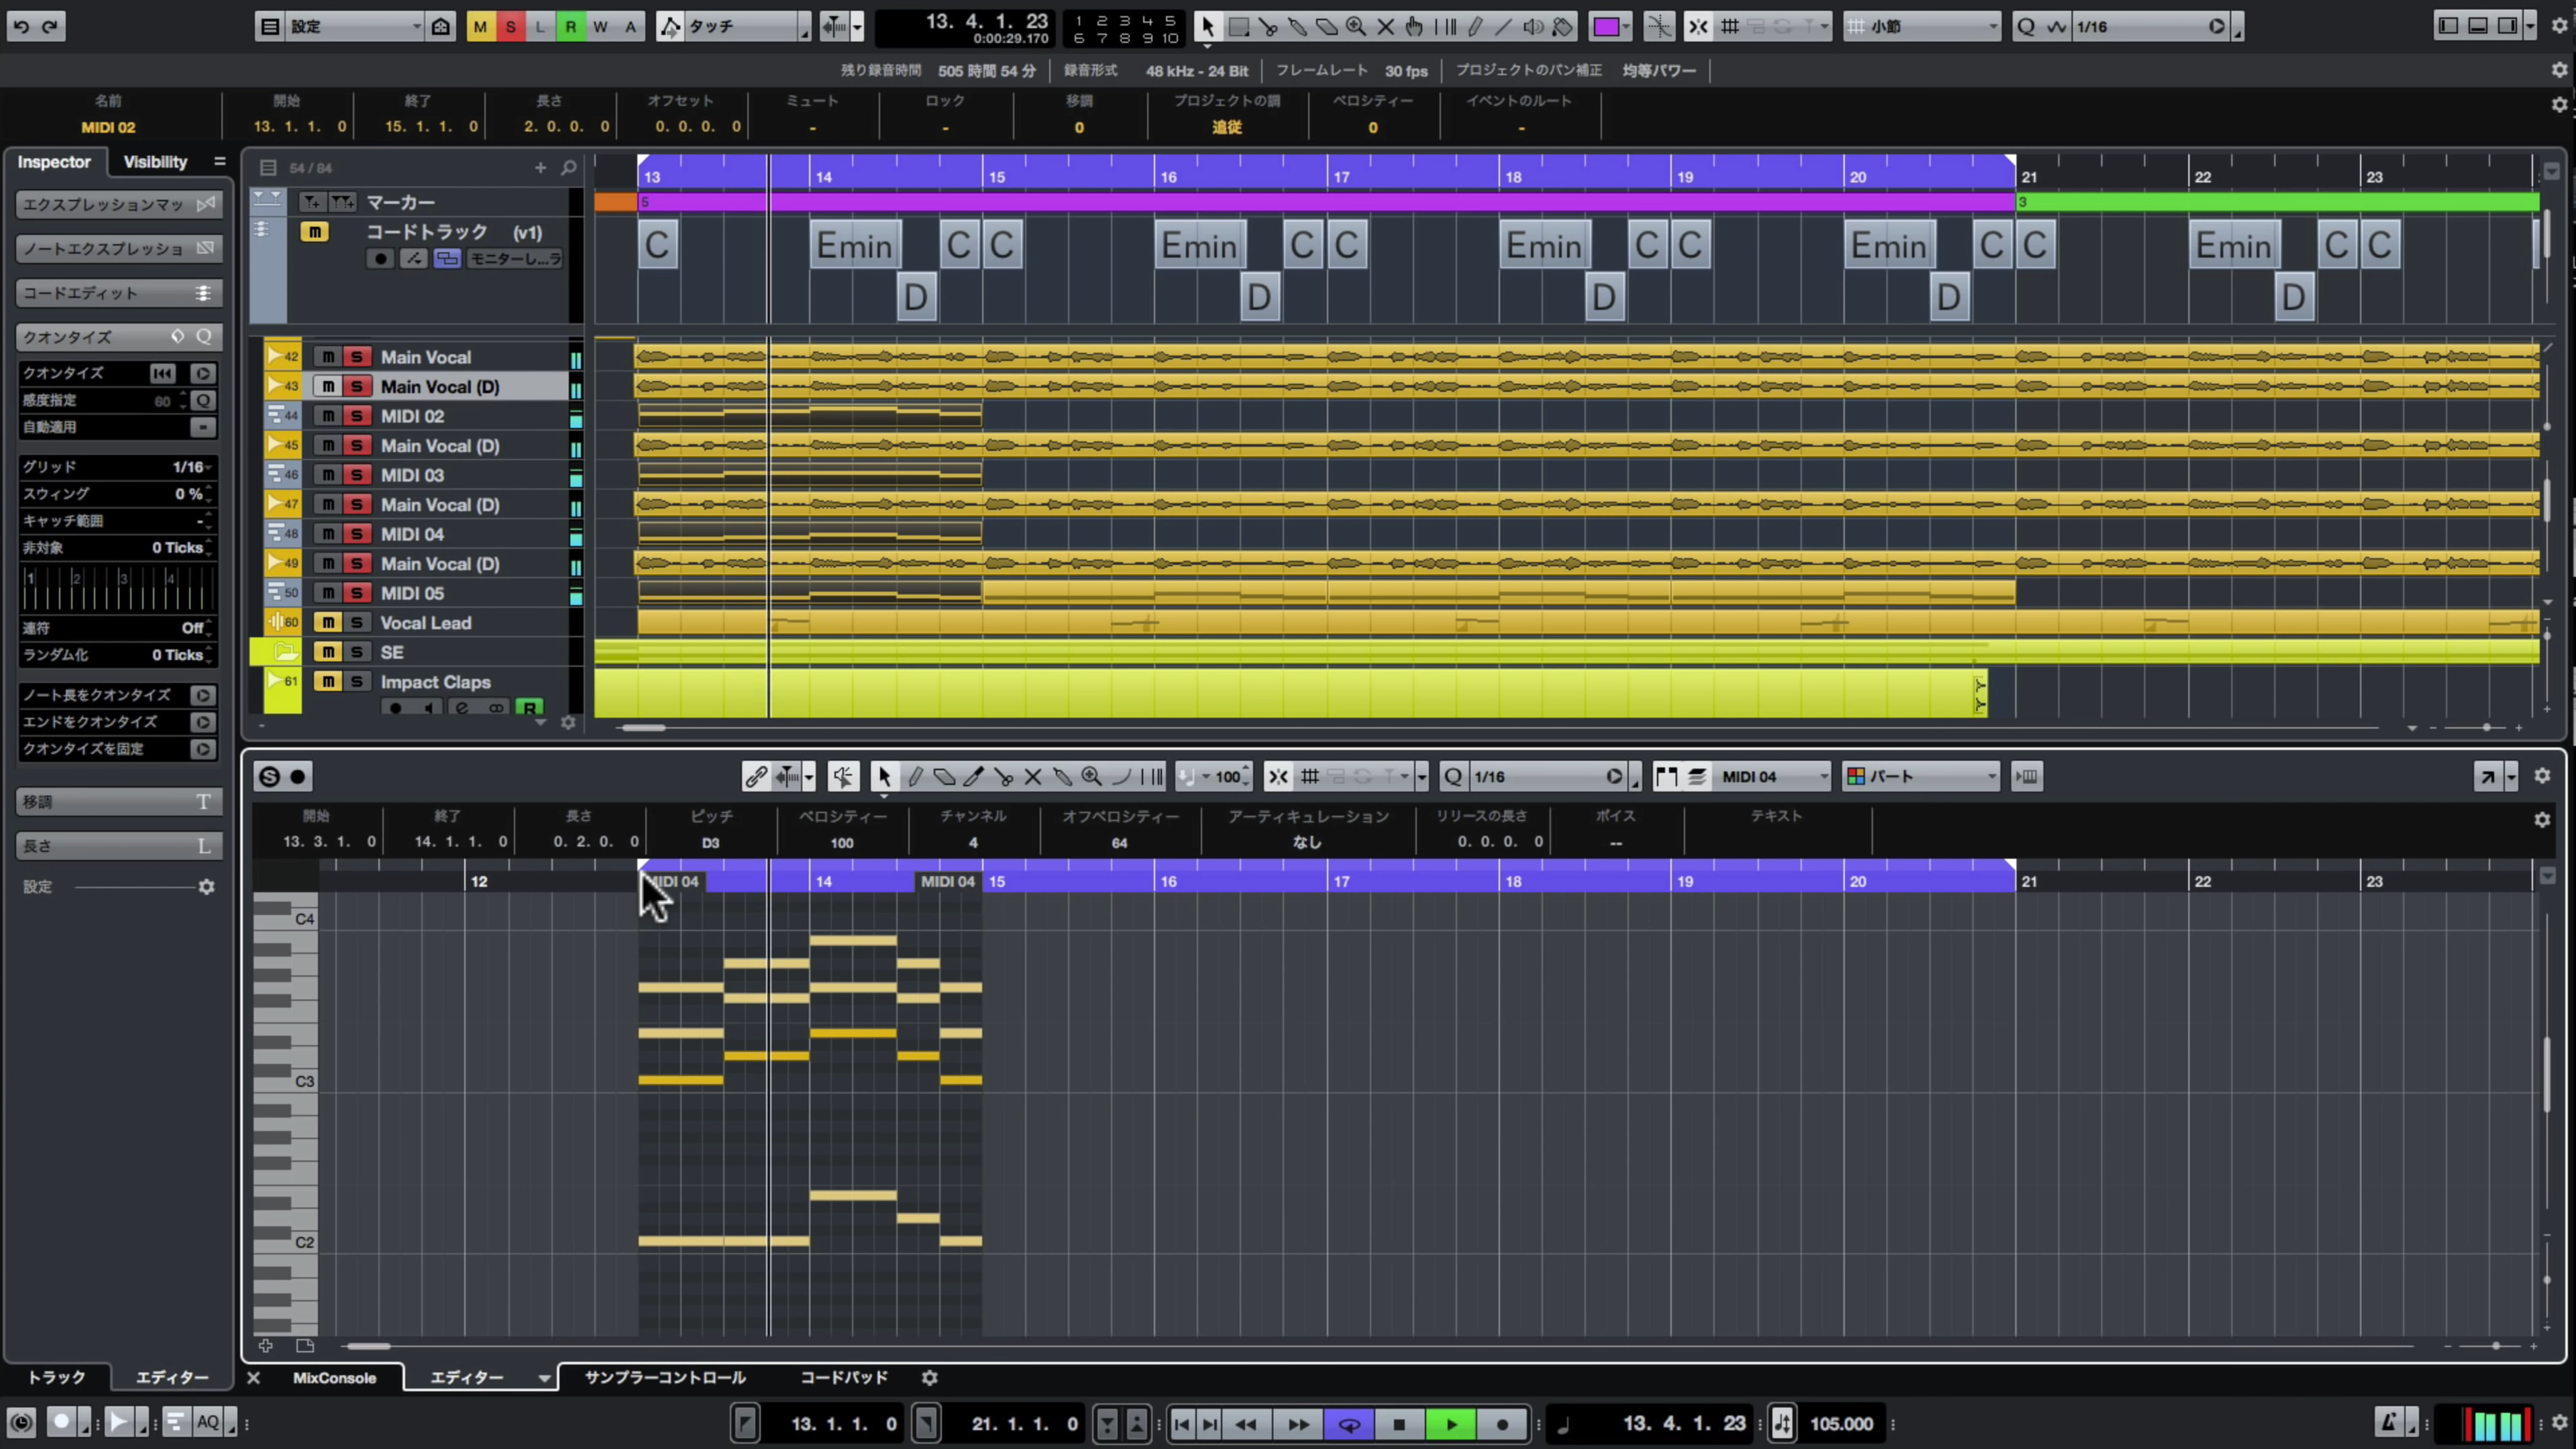 設定 M S L R W A タッチ 13. 4. 1. 23 1 2 3 4 5 小節 Q 1/16
0:00:29.170 6 7 8 9 10
残り録音時間 505 時間 54 分 録音形式 48 kHz - 24 Bit フレームレート 30 fps プロジェクトのパン補正 均等パワー
名前 開始 終了 長さ オフセット ミュート ロック 移調 プロジェクトの調 ベロシティー イベントのルート
MIDI 02 13. 1. 1. 0 15. 1. 1. 0 2. 0. 0. 0 0. 0. 0. 0 - - 0 追従 0 -
Inspector Visibility
54 / 84
13 14 15 16 17 18 19 20 21 22 23
エクスプレッションマッ
マーカー
5 3
ノートエクスプレッショ
m コードトラック (v1)
モニターし...ラ
C Emin C C Emin C C Emin C C Emin C C Emin C C
D D D D D
コードエディット
クオンタイズ Q
クオンタイズ
感度指定 60 Q
自動適用
グリッド 1/16
スウィング 0 %
キャッチ範囲 -
非対象 0 Ticks
1 2 3 4
連符 Off
ランダム化 0 Ticks
ノート長をクオンタイズ
エンドをクオンタイズ
クオンタイズを固定
移調 T
長さ L
設定
42 m S Main Vocal
43 m S Main Vocal (D)
44 m S MIDI 02
45 m S Main Vocal (D)
46 m S MIDI 03
47 m S Main Vocal (D)
48 m S MIDI 04
49 m S Main Vocal (D)
50 m S MIDI 05
60 m S Vocal Lead
m S SE
61 m S Impact Claps
e R
S 100 Q 1/16 MIDI 04 パート
開始 終了 長さ ピッチ ベロシティー チャンネル オフベロシティー アーティキュレーション リリースの長さ ボイス テキスト
13. 3. 1. 0 14. 1. 1. 0 0. 2. 0. 0 D3 100 4 64 なし 0. 0. 0. 0 --
12 MIDI 04 14 MIDI 04 15 16 17 18 19 20 21 22 23
C4
C3
C2
トラック エディター MixConsole エディター サンプラーコントロール コードパッド
AQ 13. 1. 1. 0 21. 1. 1. 0 13. 4. 1. 23 105.000